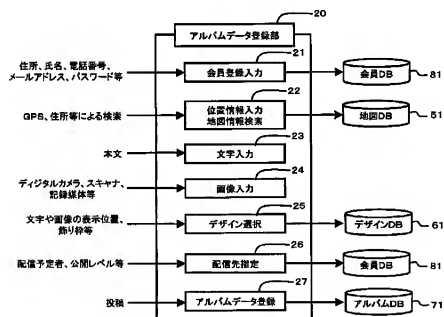 20
アルバムデータ登録部
住所、氏名、電話番号、
メールアドレス、パスワード等
21
会員登録入力
会員DB
81
GPS、住所等による検索
22
位置情報入力
地図情報検索
地図DB
51
本文
23
文字入力
ディジタルカメラ、スキャナ、
記録媒体等
24
画像入力
文字や画像の表示位置、
飾り枠等
25
デザイン選択
デザインDB
61
配信予定者、公開レベル等
26
配信先指定
会員DB
81
投稿
27
アルバムデータ登録
アルバムDB
71